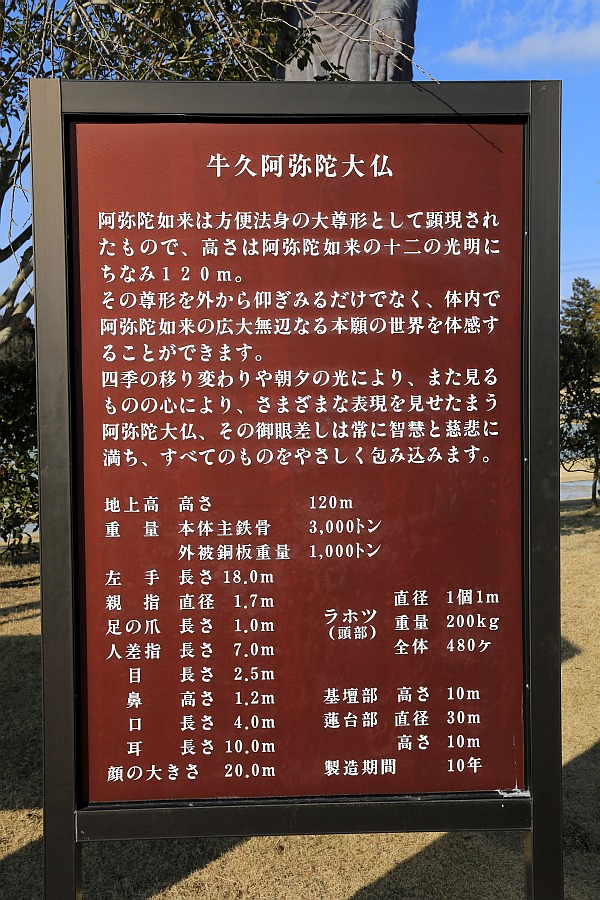 牛久阿弥陀大仏
阿弥陀如来は方便法身の大尊形として顕現され
たもので、高さは阿弥陀如来の十二の光明に
ちなみ１２０ｍ。
その尊形を外から仰ぎみるだけでなく、体内で
阿弥陀如来の広大無辺なる本願の世界を体感す
ることができます。
四季の移り変わりや朝夕の光により、また見る
ものの心により、さまざまな表現を見せたまう
阿弥陀大仏、その御眼差しは常に智慧と慈悲に
満ち、すべてのものをやさしく包み込みます。
地上高 高さ 120m
重量 本体主鉄骨 3,000トン
外被銅板重量 1,000トン
左手 長さ 18.0m
親指 直径 1.7m
足の爪 長さ 1.0m
人差指 長さ 7.0m
目 長さ 2.5m
鼻 高さ 1.2m
口 長さ 4.0m
耳 長さ 10.0m
顔の大きさ 20.0m
ラホツ
(頭部)
直径 1個1m
重量 200kg
全体 480ケ
基壇部 高さ 10m
蓮台部 直径 30m
高さ 10m
製造期間 10年